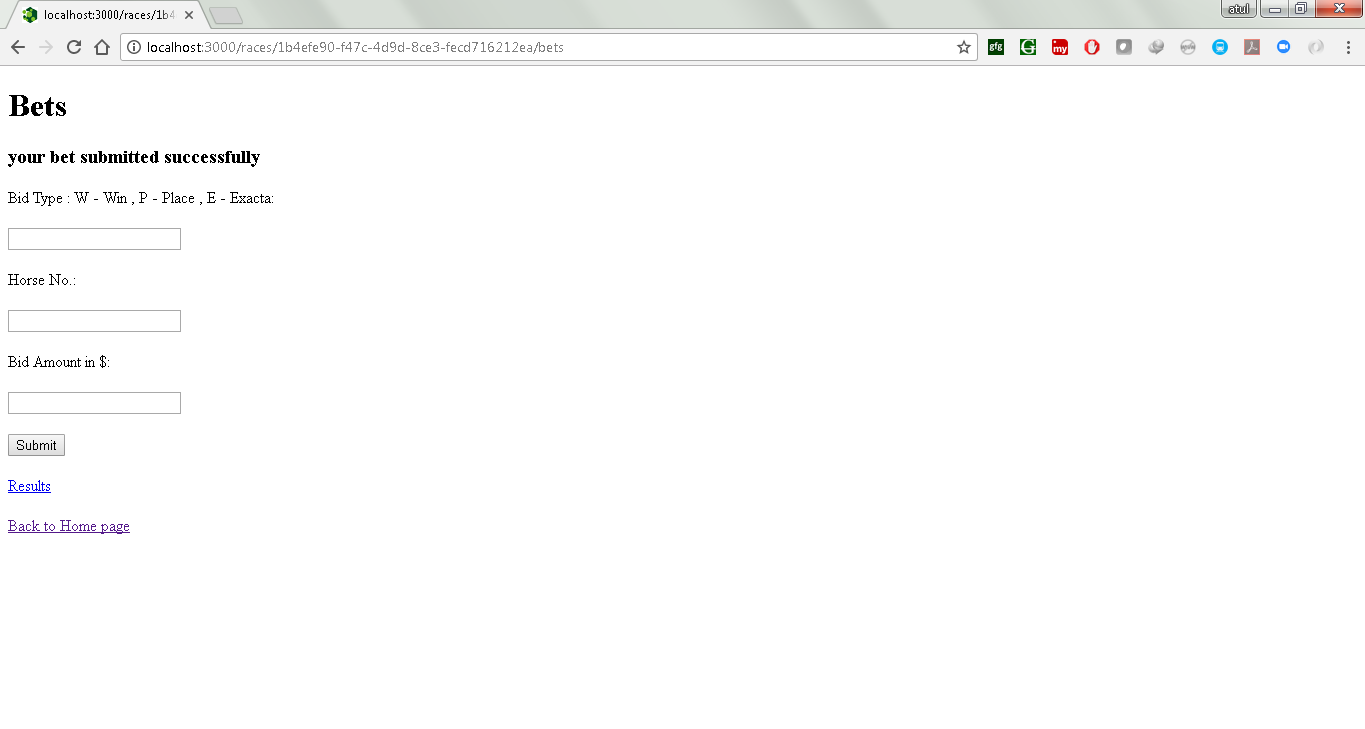 localhost:3000/races/1b4
atul
localhost:3000/races/1b4efe90-f47c-4d9d-8ce3-fecd716212ea/bets
gfg
G
my
Bets
your bet submitted successfully
Bid Type : W - Win , P - Place , E - Exacta:
Horse No.:
Bid Amount in $:
Submit
Results
Back to Home page